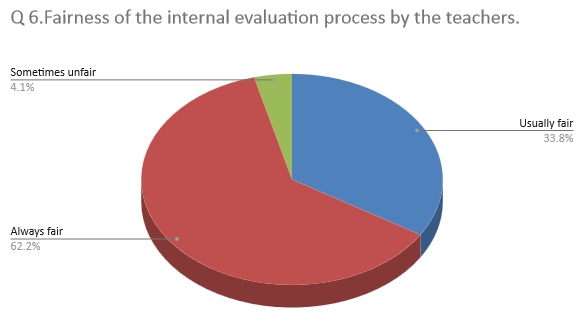 Q 6.Fairness of the internal evaluation process by the teachers.
Sometimes unfair
4.1%
Usually fair
33.8%
Always fair
62.2%